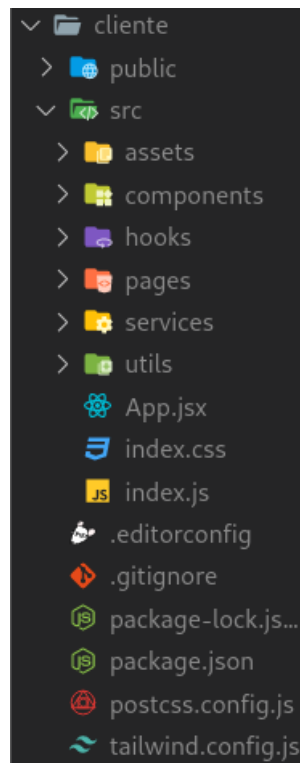 cliente
public
src
assets
components
hooks
pages
services
utils
App.jsx
index.css
JS index.js
.editorconfig
.gitignore
package-lock.js...
package.json
postcss.config.js
tailwind.config.js